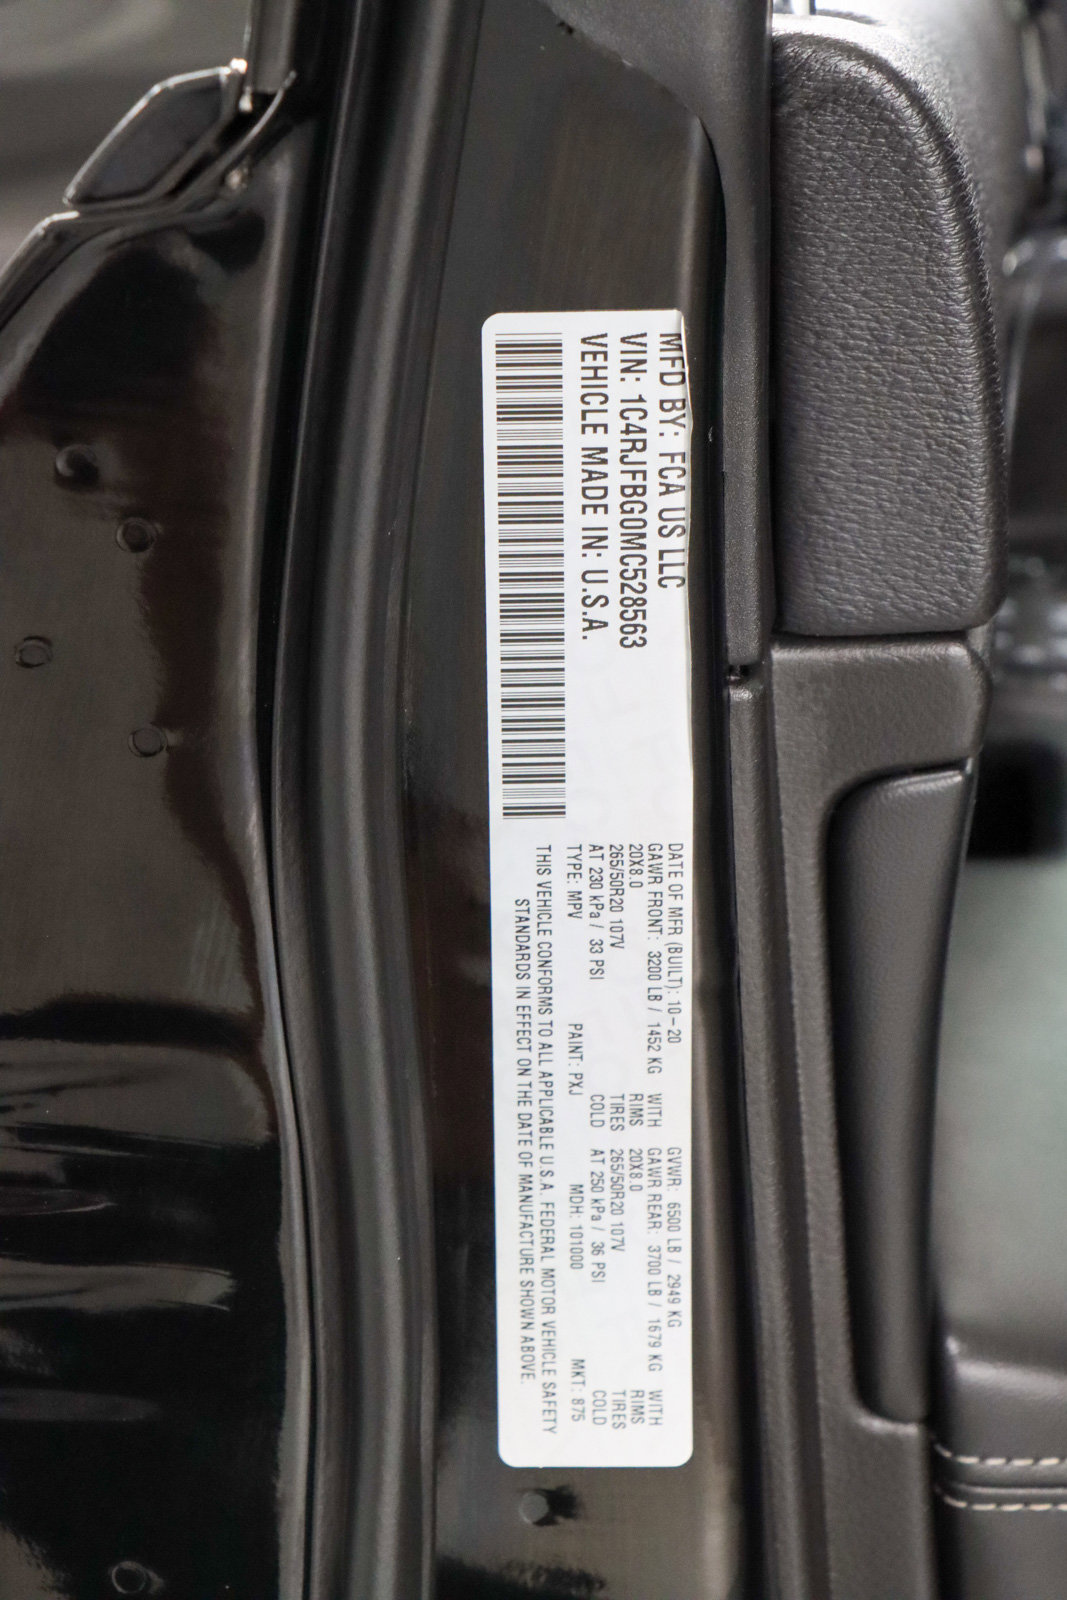 MFD BY: FCA US LLC
VIN: 1C4RJFBG0MC528563
VEHICLE MADE IN: U.S.A.
DATE OF MFR (BUILT): 10-20 GVWR: 6500 LB / 2949 KG
GAWR FRONT: 3200 LB / 1452 KG WITH GAWR REAR: 3700 LB / 1679 KG WITH
20X8.0 RIMS 20X8.0 RIMS
265/50R20 107V TIRES 265/50R20 107V TIRES
AT 230 kPa / 33 PSI COLD AT 250 kPa / 36 PSI COLD
TYPE: MPV PAINT: PXJ MDH: 101000 MKT: 875
THIS VEHICLE CONFORMS TO ALL APPLICABLE U.S.A. FEDERAL MOTOR VEHICLE SAFETY
STANDARDS IN EFFECT ON THE DATE OF MANUFACTURE SHOWN ABOVE.